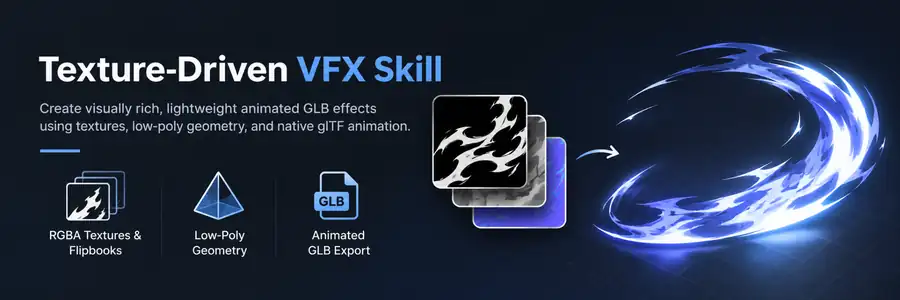 Texture-Driven VFX Skill
Create visually rich, lightweight animated GLB effects
using textures, low-poly geometry, and native glTF animation.
RGBA Textures &
Flipbooks
Low-Poly
Geometry
GLB
Animated
GLB Export